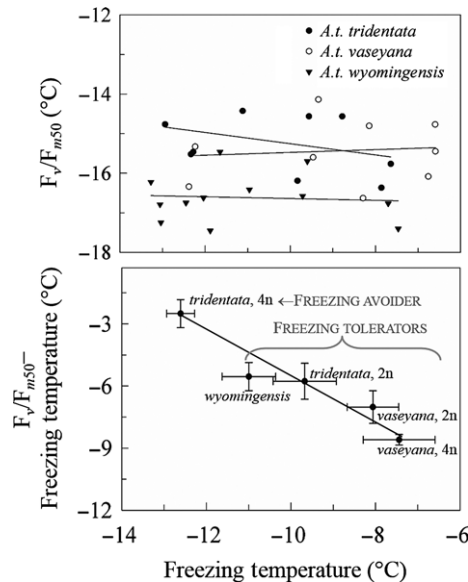 ● A.t. tridentata
○ A.t. vaseyana
▼ A.t. wyomingensis
Fv/Fm50 (°C)
−12
−14
−16
−18
tridentata, 4n ←FREEZING AVOIDER
FREEZING TOLERATORS
tridentata, 2n
wyomingensis
vaseyana, 2n
vaseyana, 4n
Fv/Fm50—
Freezing temperature (°C)
−3
−6
−9
−12
−14 −12 −10 −8 −6
Freezing temperature (°C)